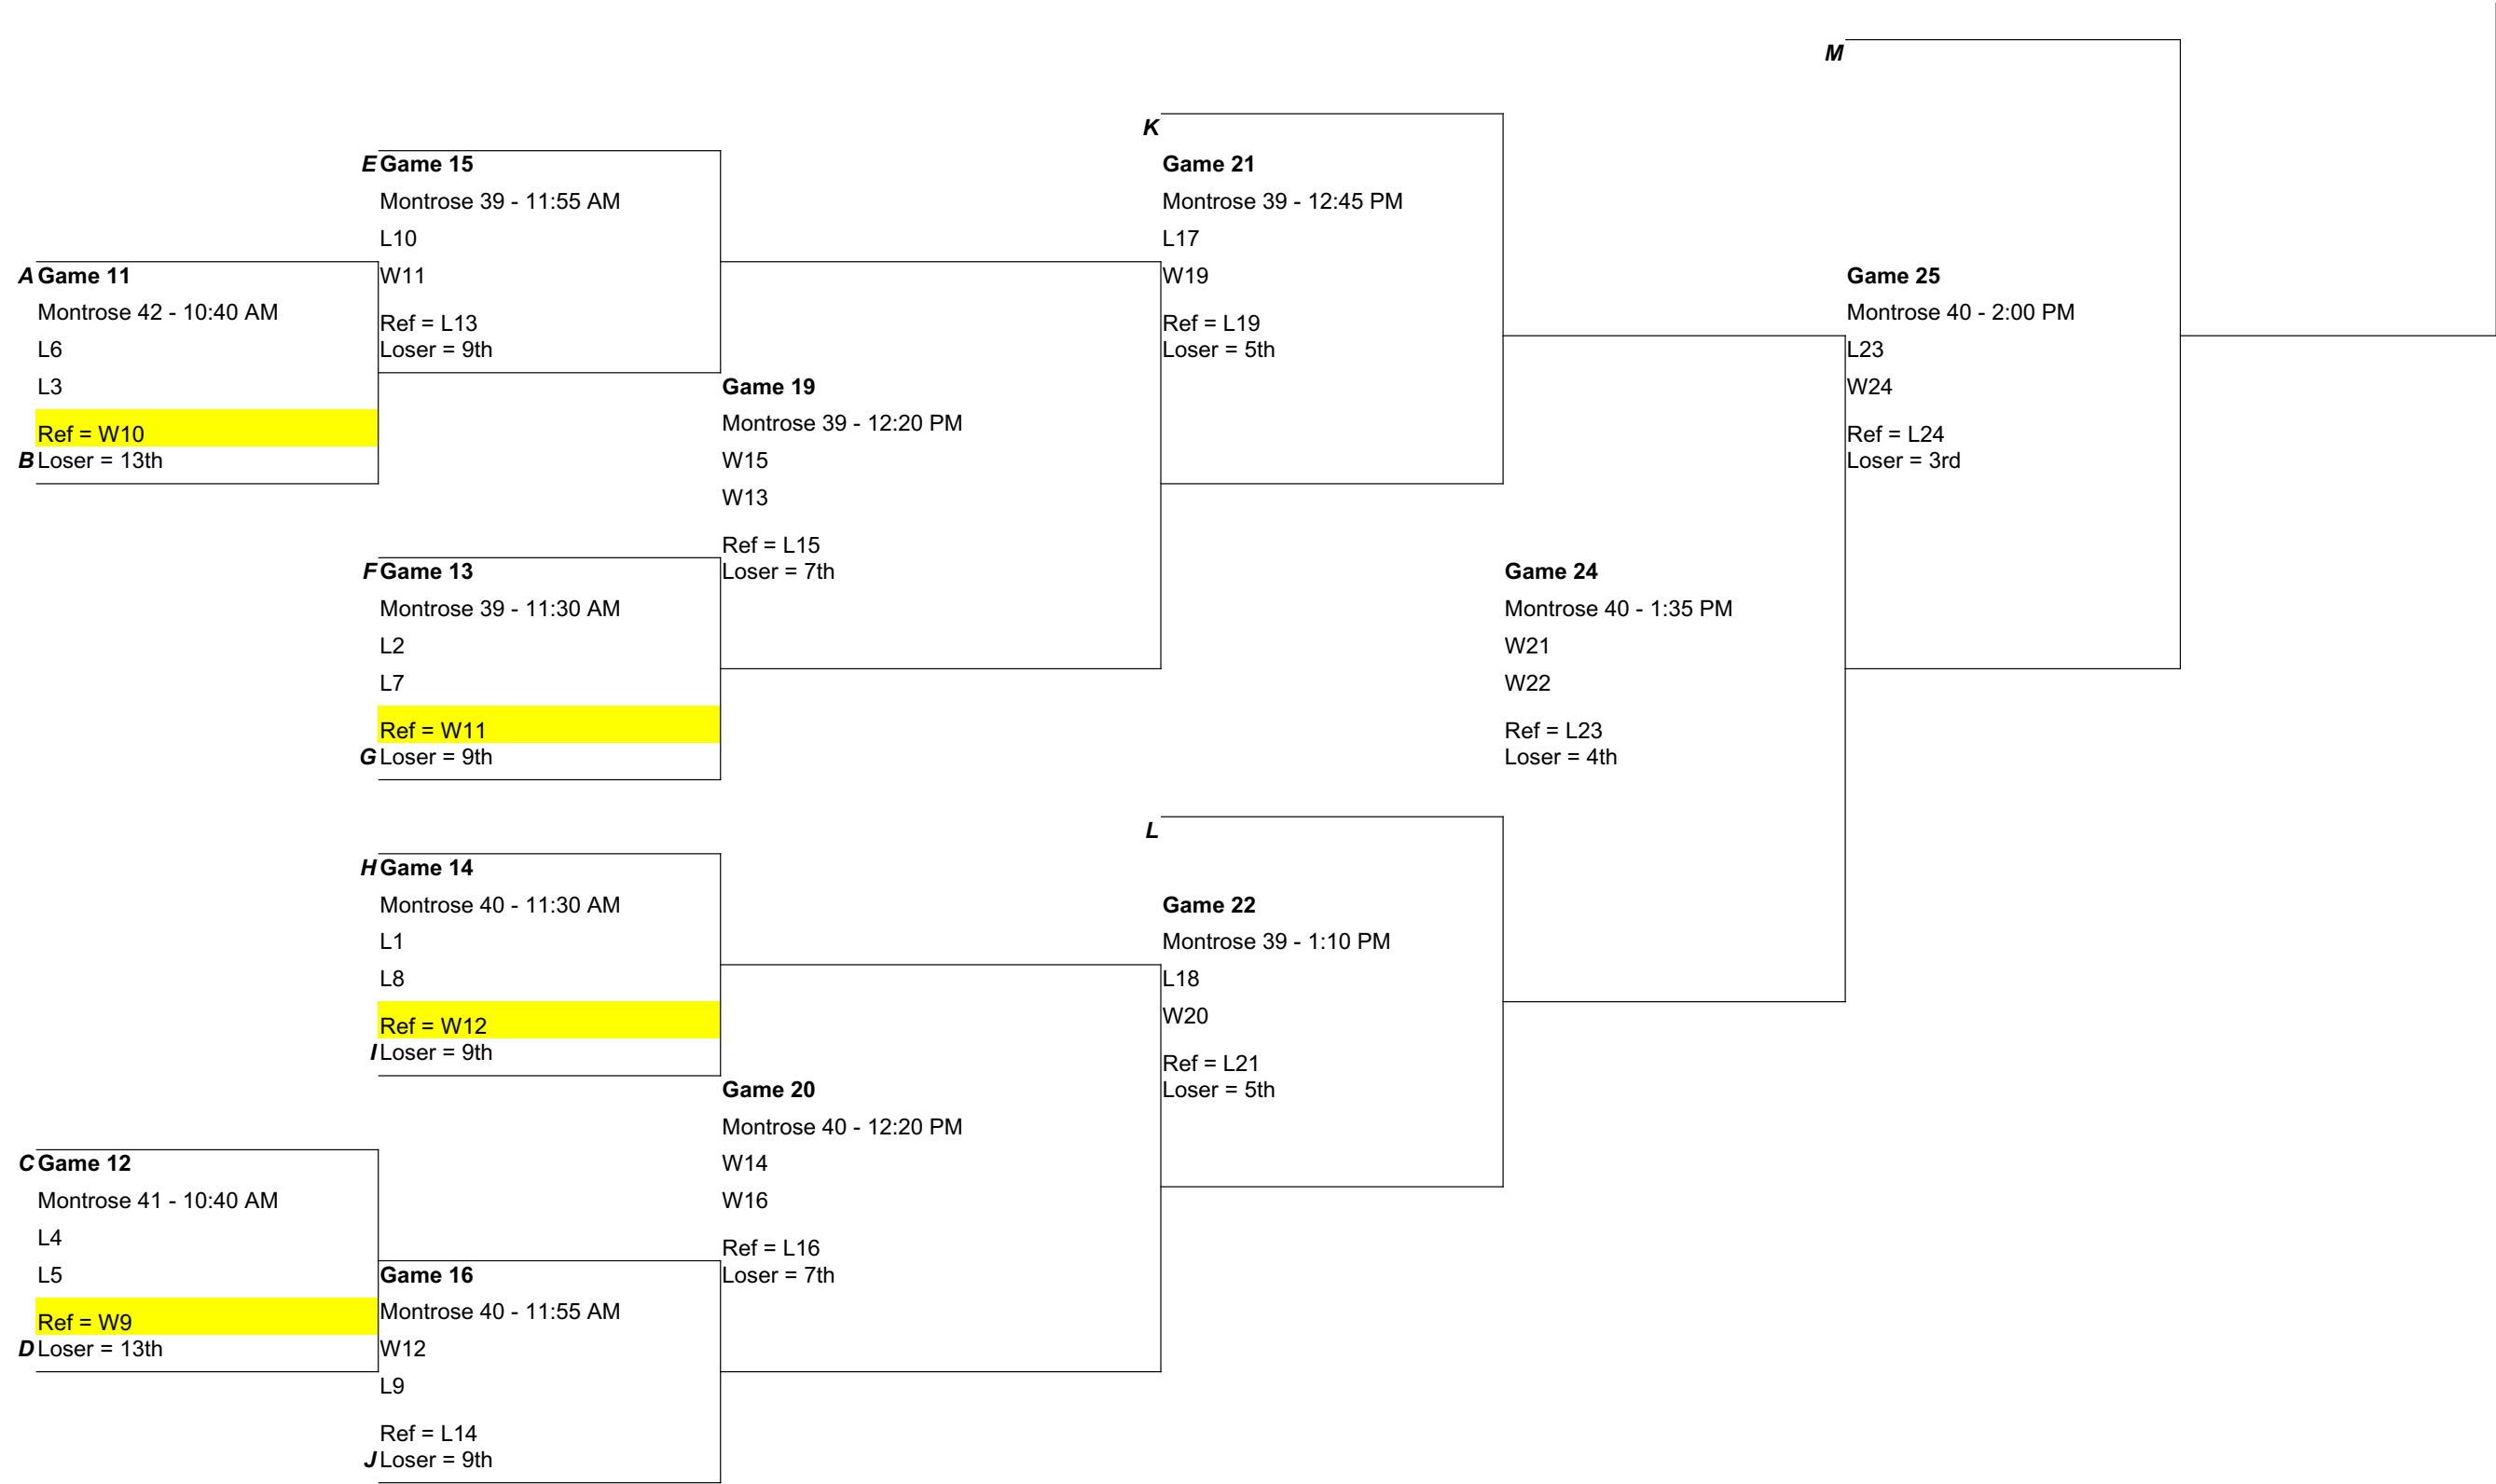 A Game 11
Montrose 42 - 10:40 AM
L6
L3
Ref = W10
B Loser = 13th
C Game 12
Montrose 41 - 10:40 AM
L4
L5
Ref = W9
D Loser = 13th
E Game 15
Montrose 39 - 11:55 AM
L10
W11
Ref = L13
Loser = 9th
F Game 13
Montrose 39 - 11:30 AM
L2
L7
Ref = W11
G Loser = 9th
H Game 14
Montrose 40 - 11:30 AM
L1
L8
Ref = W12
I Loser = 9th
Game 16
Montrose 40 - 11:55 AM
W12
L9
Ref = L14
J Loser = 9th
Game 19
Montrose 39 - 12:20 PM
W15
W13
Ref = L15
Loser = 7th
Game 20
Montrose 40 - 12:20 PM
W14
W16
Ref = L16
Loser = 7th
K
Game 21
Montrose 39 - 12:45 PM
L17
W19
Ref = L19
Loser = 5th
L
Game 22
Montrose 39 - 1:10 PM
L18
W20
Ref = L21
Loser = 5th
Game 24
Montrose 40 - 1:35 PM
W21
W22
Ref = L23
Loser = 4th
M
Game 25
Montrose 40 - 2:00 PM
L23
W24
Ref = L24
Loser = 3rd